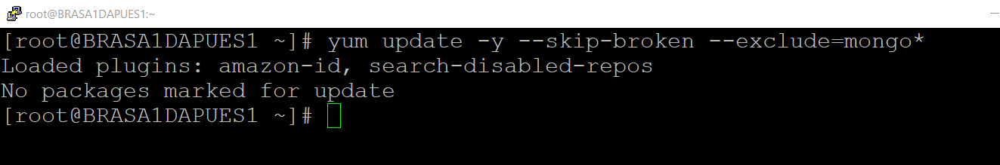 root@BRASA1DAPUES1:~
[root@BRASA1DAPUES1 ~]# yum update -y --skip-broken --exclude=mongo*
Loaded plugins: amazon-id, search-disabled-repos
No packages marked for update
[root@BRASA1DAPUES1 ~]#